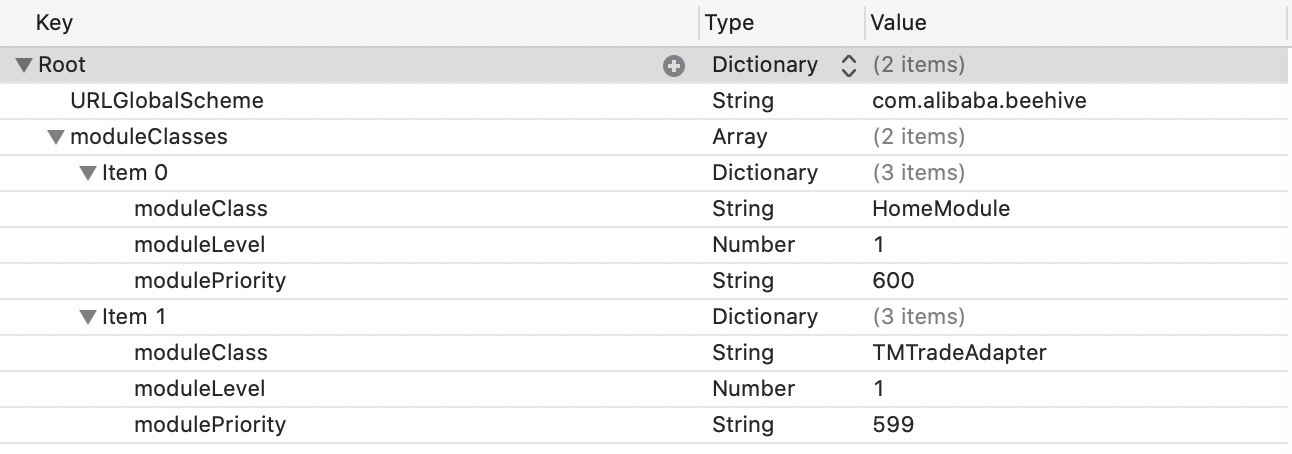 Key Type Value
Root Dictionary (2 items)
URLGlobalScheme String com.alibaba.beehive
moduleClasses Array (2 items)
Item 0 Dictionary (3 items)
moduleClass String HomeModule
moduleLevel Number 1
modulePriority String 600
Item 1 Dictionary (3 items)
moduleClass String TMTradeAdapter
moduleLevel Number 1
modulePriority String 599